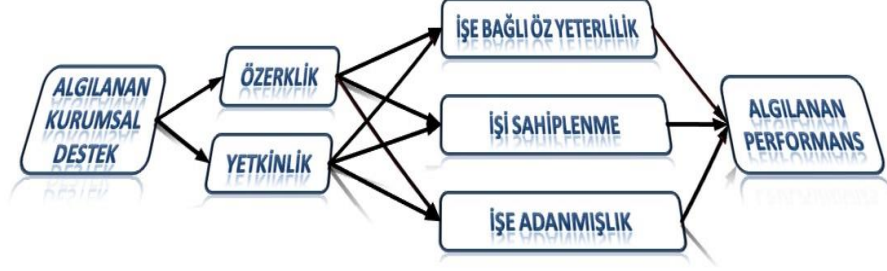 ALGILANAN
KURUMSAL
DESTEK
ÖZERKLİK
YETKİNLİK
İŞE BAĞLI ÖZ YETERLİLİK
İŞİ SAHİPLENME
İŞE ADANMIŞLIK
ALGILANAN
PERFORMANS